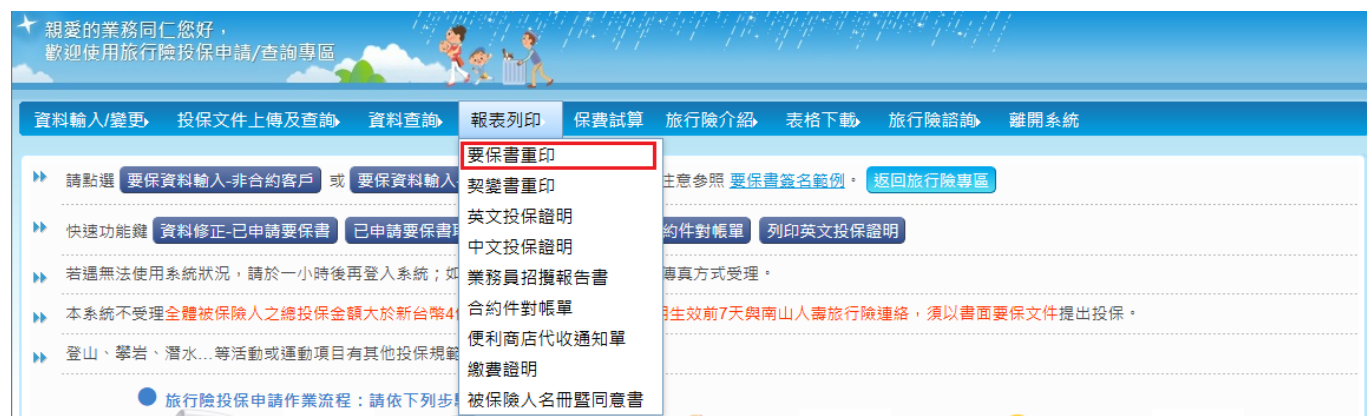 親愛的業務同仁您好，
歡迎使用旅行險投保申請/查詢專區
資料輸入/變更 投保文件上傳及查詢 資料查詢 報表列印 保費試算 旅行險介紹 表格下載 旅行險諮詢 離開系統
要保書重印
契變書重印
英文投保證明
中文投保證明
業務員招攬報告書
合約件對帳單
便利商店代收通知單
繳費證明
被保險人名冊暨同意書
請點選 要保資料輸入-非合約客戶 或 要保資料輸入 注意參照 要保書簽名範例。 返回旅行險專區
快速功能鍵 資料修正-已申請要保書 已申請要保書 約件對帳單 列印英文投保證明
若遇無法使用系統狀況，請於一小時後再登入系統；如 傳真方式受理。
本系統不受理全體被保險人之總投保金額大於新台幣4 生效前7天與南山人壽旅行險連絡，須以書面要保文件提出投保。
登山、攀岩、潛水...等活動或運動項目有其他投保規範
旅行險投保申請作業流程：請依下列步